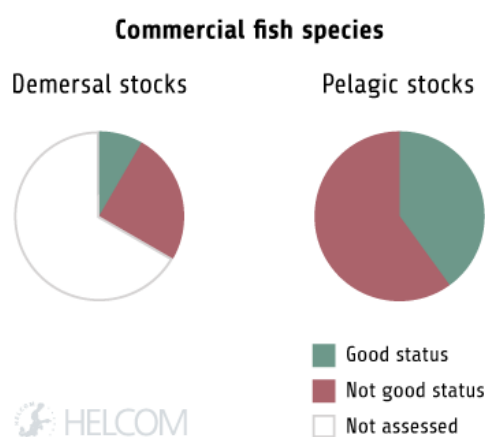 Commercial fish species
Demersal stocks
Pelagic stocks
Good status
Not good status
Not assessed
HELCOM